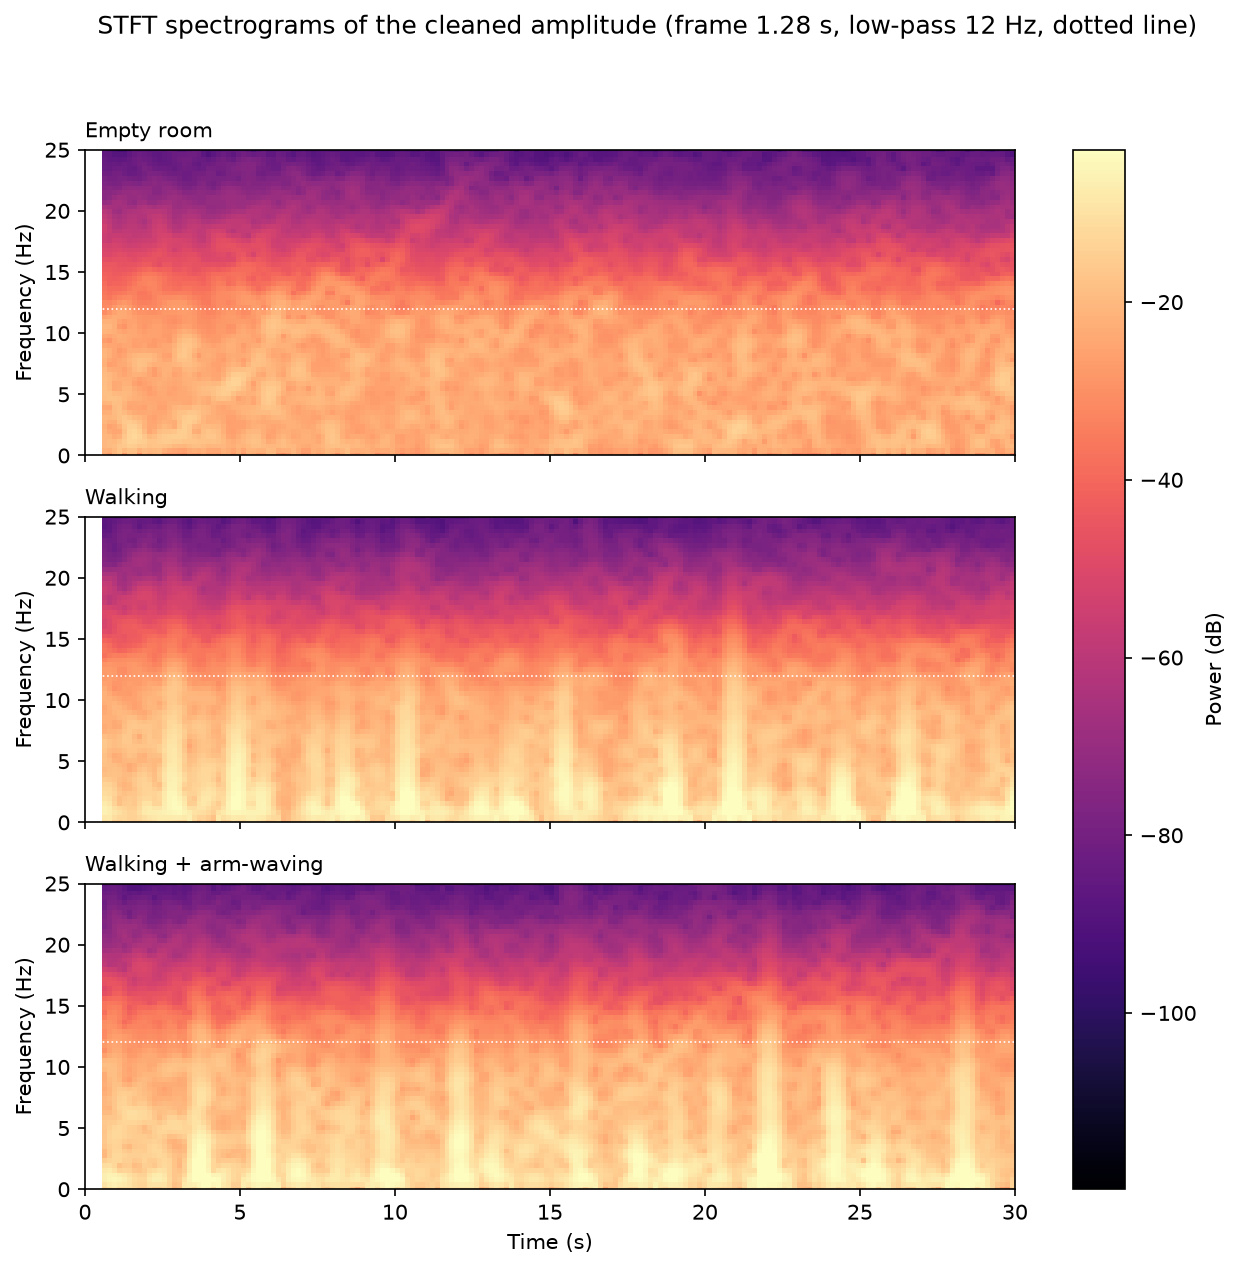 STFT spectrograms of the cleaned amplitude (frame 1.28 s, low-pass 12 Hz, dotted line)
Empty room
25
20
15
10
5
0
Frequency (Hz)
Walking
25
20
15
10
5
0
Frequency (Hz)
Walking + arm-waving
25
20
15
10
5
0
Frequency (Hz)
0 5 10 15 20 25 30
Time (s)
−20
−40
−60
−80
−100
Power (dB)